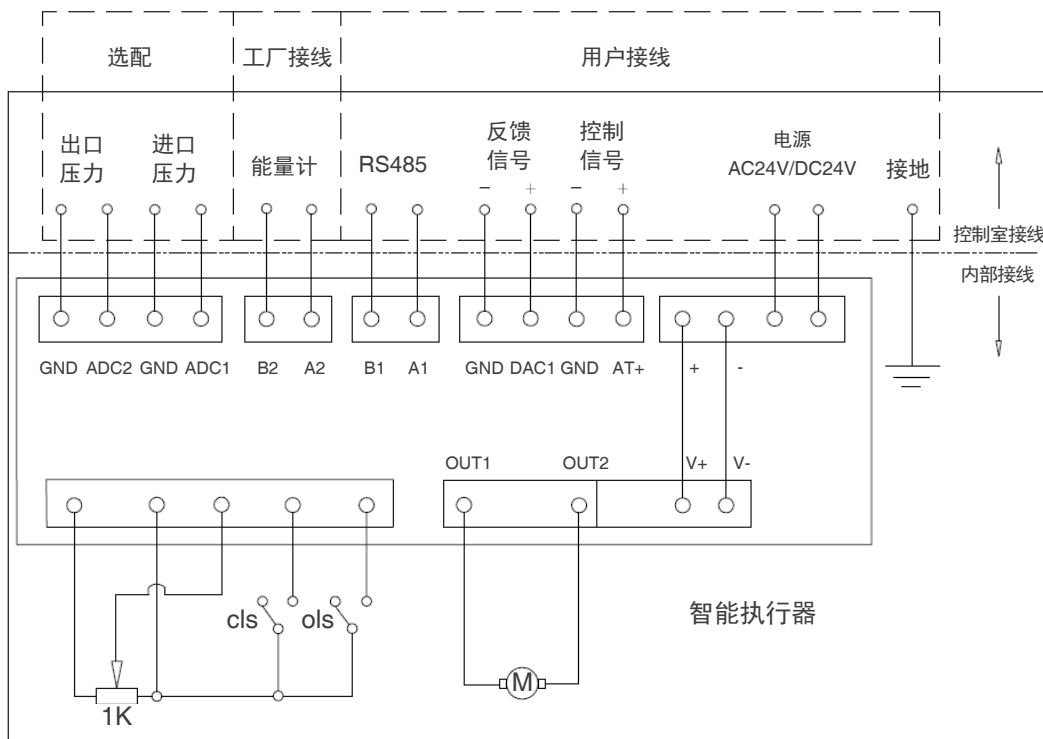 选配
工厂接线
用户接线
出口
压力
进口
压力
能量计
RS485
反馈
信号
控制
信号
电源
AC24V/DC24V
接地
− + − +
控制室接线
内部接线
GND ADC2 GND ADC1 B2 A2 B1 A1 GND DAC1 GND AT+ + -
OUT1 OUT2 V+ V-
cls ols
智能执行器
M
1K